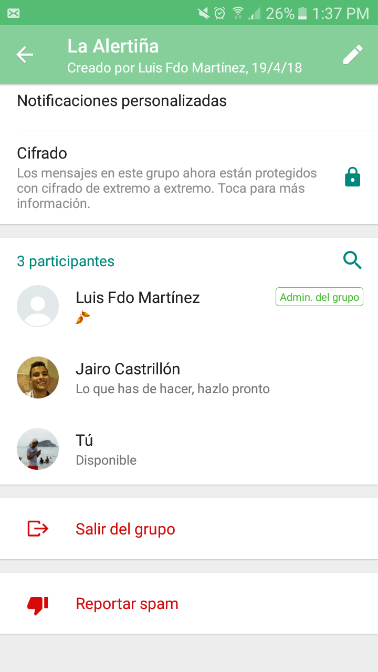 26% 1:37 PM
La Alertiña
Creado por Luis Fdo Martínez, 19/4/18
Notificaciones personalizadas
Cifrado
Los mensajes en este grupo ahora están protegidos
con cifrado de extremo a extremo. Toca para más
información.
3 participantes
Luis Fdo Martínez
Admin. del grupo
Jairo Castrillón
Lo que has de hacer, hazlo pronto
Tú
Disponible
Salir del grupo
Reportar spam